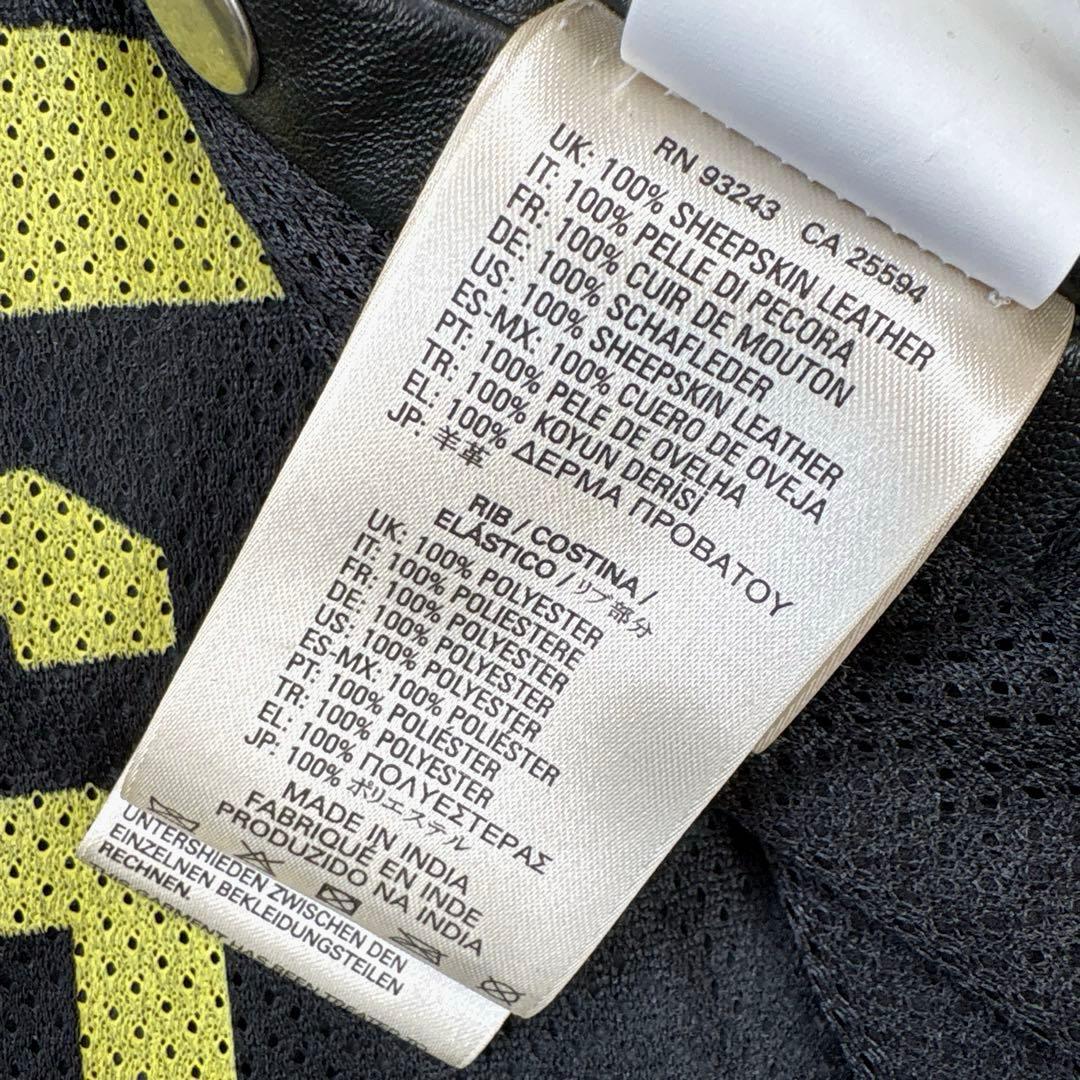 RN 93243 CA 25594
UK: 100% SHEEPSKIN LEATHER
IT: 100% PELLE DI PECORA
FR: 100% CUIR DE MOUTON
DE: 100% SCHAFLEDER
US: 100% SHEEPSKIN LEATHER
ES-MX: 100% CUERO DE OVEJA
PT: 100% PELE DE OVELHA
TR: 100% KOYUN DERISİ
EL: 100% ΔΕΡΜΑ ΠΡΟΒΑΤΟΥ
JP: 羊革
RIB / COSTINA /
ELÁSTICO / リブ部分
UK: 100% POLYESTER
IT: 100% POLIESTERE
FR: 100% POLYESTER
DE: 100% POLYESTER
US: 100% POLYESTER
ES-MX: 100% POLIÉSTER
PT: 100% POLIÉSTER
TR: 100% POLYESTER
EL: 100% ΠΟΛΥΕΣΤΕΡΑΣ
JP: 100% ポリエステル
MADE IN INDIA
FABRIQUÉ EN INDE
PRODUZIDO NA INDIA
UNTERSHIEDEN ZWISCHEN DEN
EINZELNEN BEKLEIDUNGSTEILEN
RECHNEN.